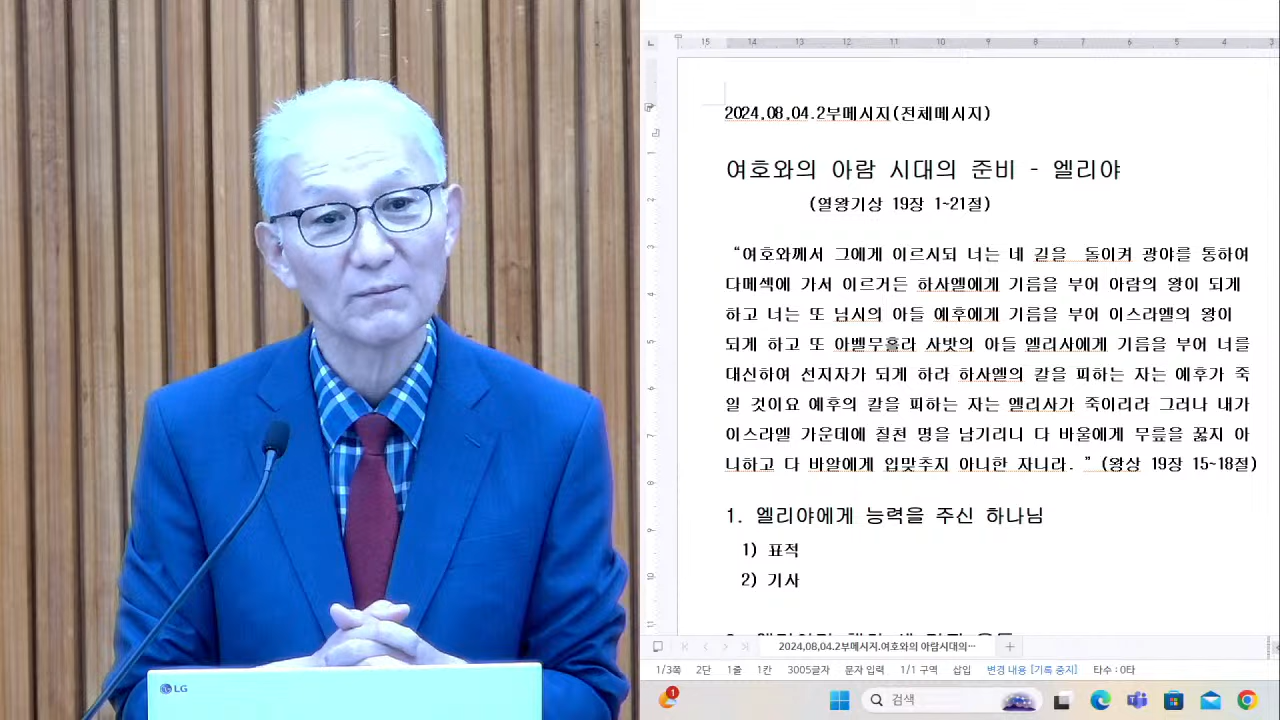 15 14 13 12 11 10 9 8 7 6 5 4 3
2024.08.04.2부메시지(전체메시지)
여호와의 아람 시대의 준비 - 엘리야
(열왕기상 19장 1~21절)
“여호와께서 그에게 이르시되 너는 네 길을 돌이켜 광야를 통하여
다메섹에 가서 이르거든 하사엘에게 기름을 부어 아람의 왕이 되게
하고 너는 또 님시의 아들 예후에게 기름을 부어 이스라엘의 왕이
되게 하고 또 아벨무홀라 사밧의 아들 엘리사에게 기름을 부어 너를
대신하여 선지자가 되게 하라 하사엘의 칼을 피하는 자는 예후가 죽
일 것이요 예후의 칼을 피하는 자는 엘리사가 죽이리라 그러나 내가
이스라엘 가운데에 칠천 명을 남기리니 다 바울에게 무릎을 꿇지 아
니하고 다 바알에게 입맞추지 아니한 자니라. ” (왕상 19장 15~18절)
1. 엘리야에게 능력을 주신 하나님
1) 표적
2) 기사
2024,08,04.2부메시지.여호와의 아람시대의···
1/3쪽 2단 1줄 1칸 3005글자 문자 입력 1/1 구역 삽입 변경 내용 [기록 중지] 타수 : 0타
1 검색
LG